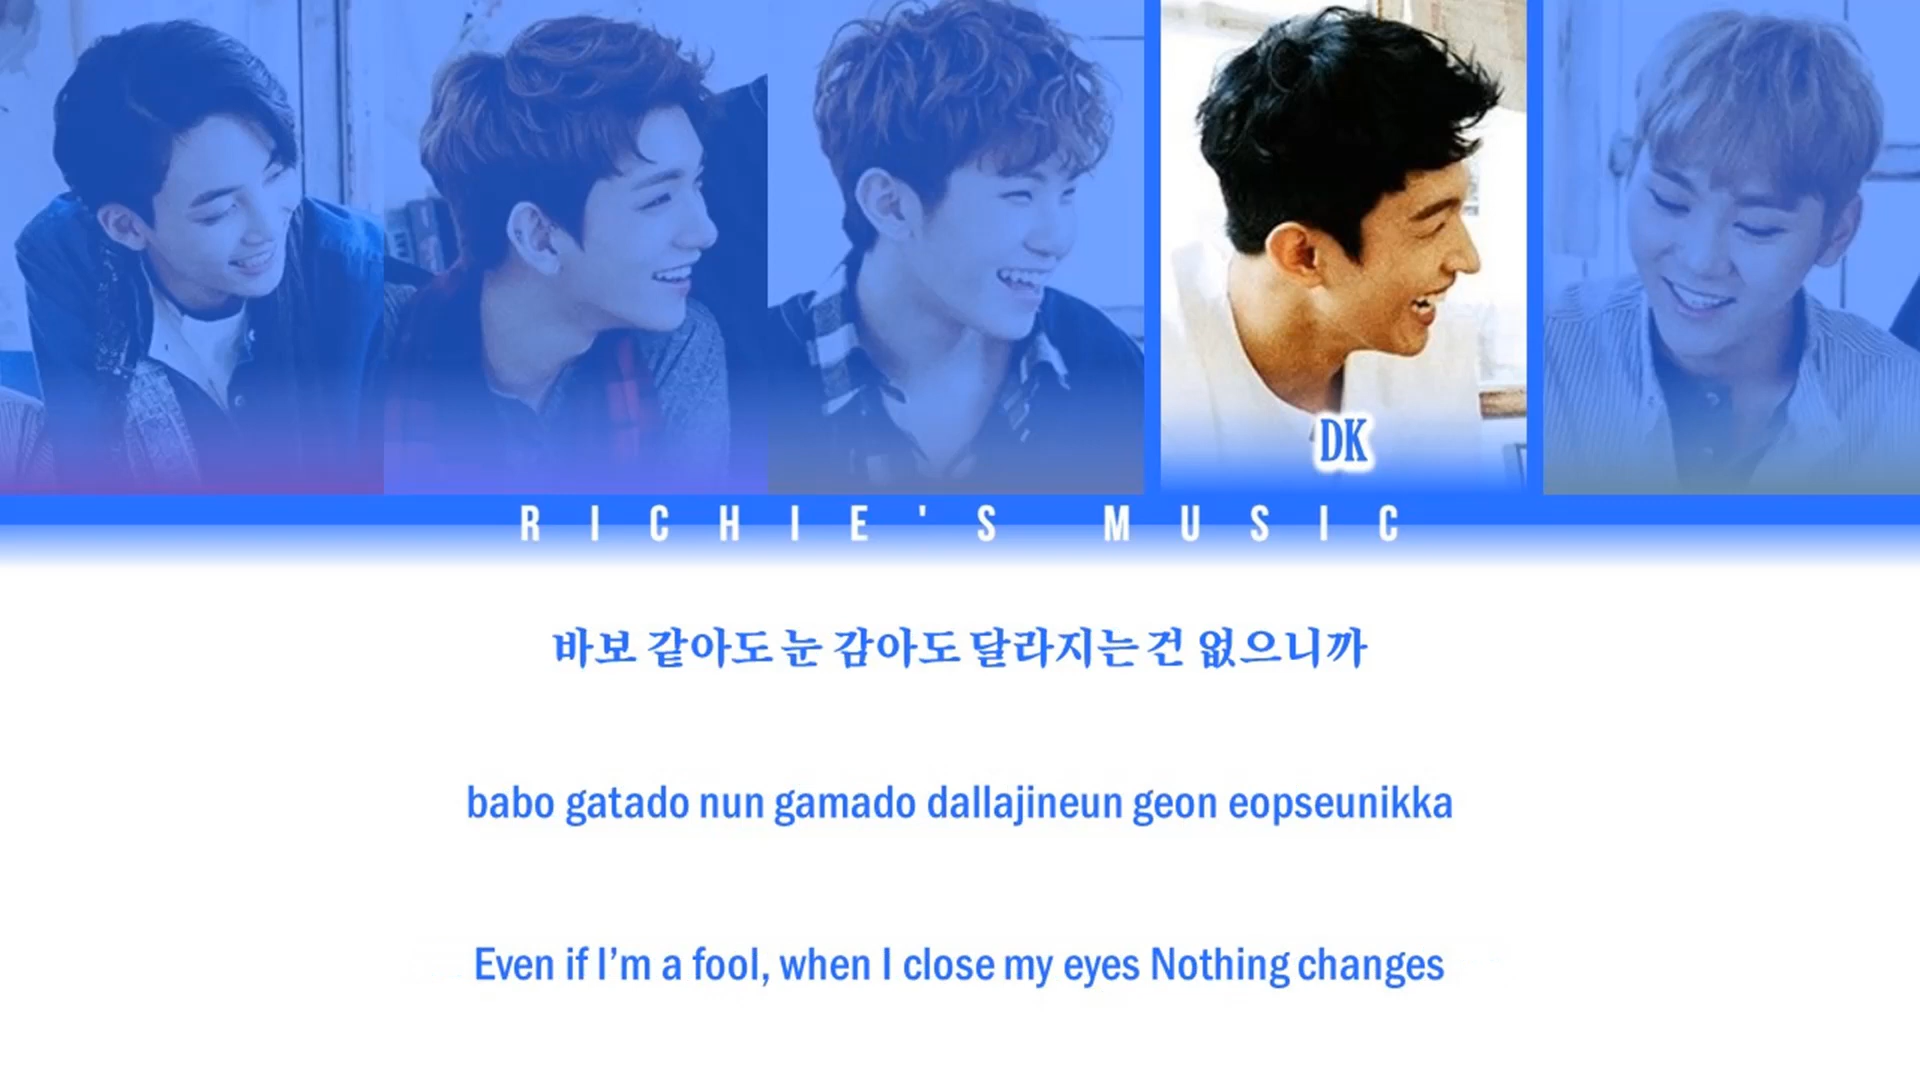 DK
RICHIE'S MUSIC
바보 같아도 눈 감아도 달라지는 건 없으니까
babo gatado nun gamado dallajineun geon eopseunikka
Even if I’m a fool, when I close my eyes Nothing changes